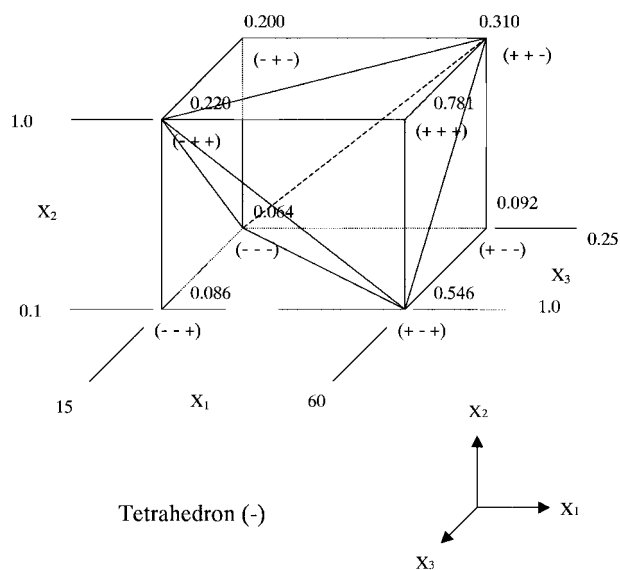 0.200
0.310
(- + -)
(+ + -)
0.220
0.781
1.0
(- + +)
(+ + +)
X2
0.064
0.092
(- - -)
(+ - -)
0.25
X3
0.086
0.546
0.1
1.0
(- - +)
(+ - +)
15
X1
60
X2
Tetrahedron (-)
X1
X3